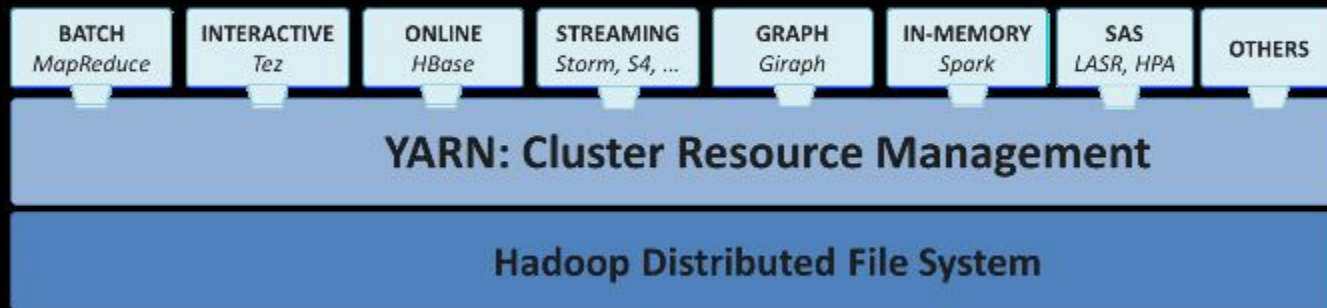 BATCH
MapReduce
INTERACTIVE
Tez
ONLINE
HBase
STREAMING
Storm, S4, ...
GRAPH
Giraph
IN-MEMORY
Spark
SAS
LASR, HPA
OTHERS
YARN: Cluster Resource Management
Hadoop Distributed File System